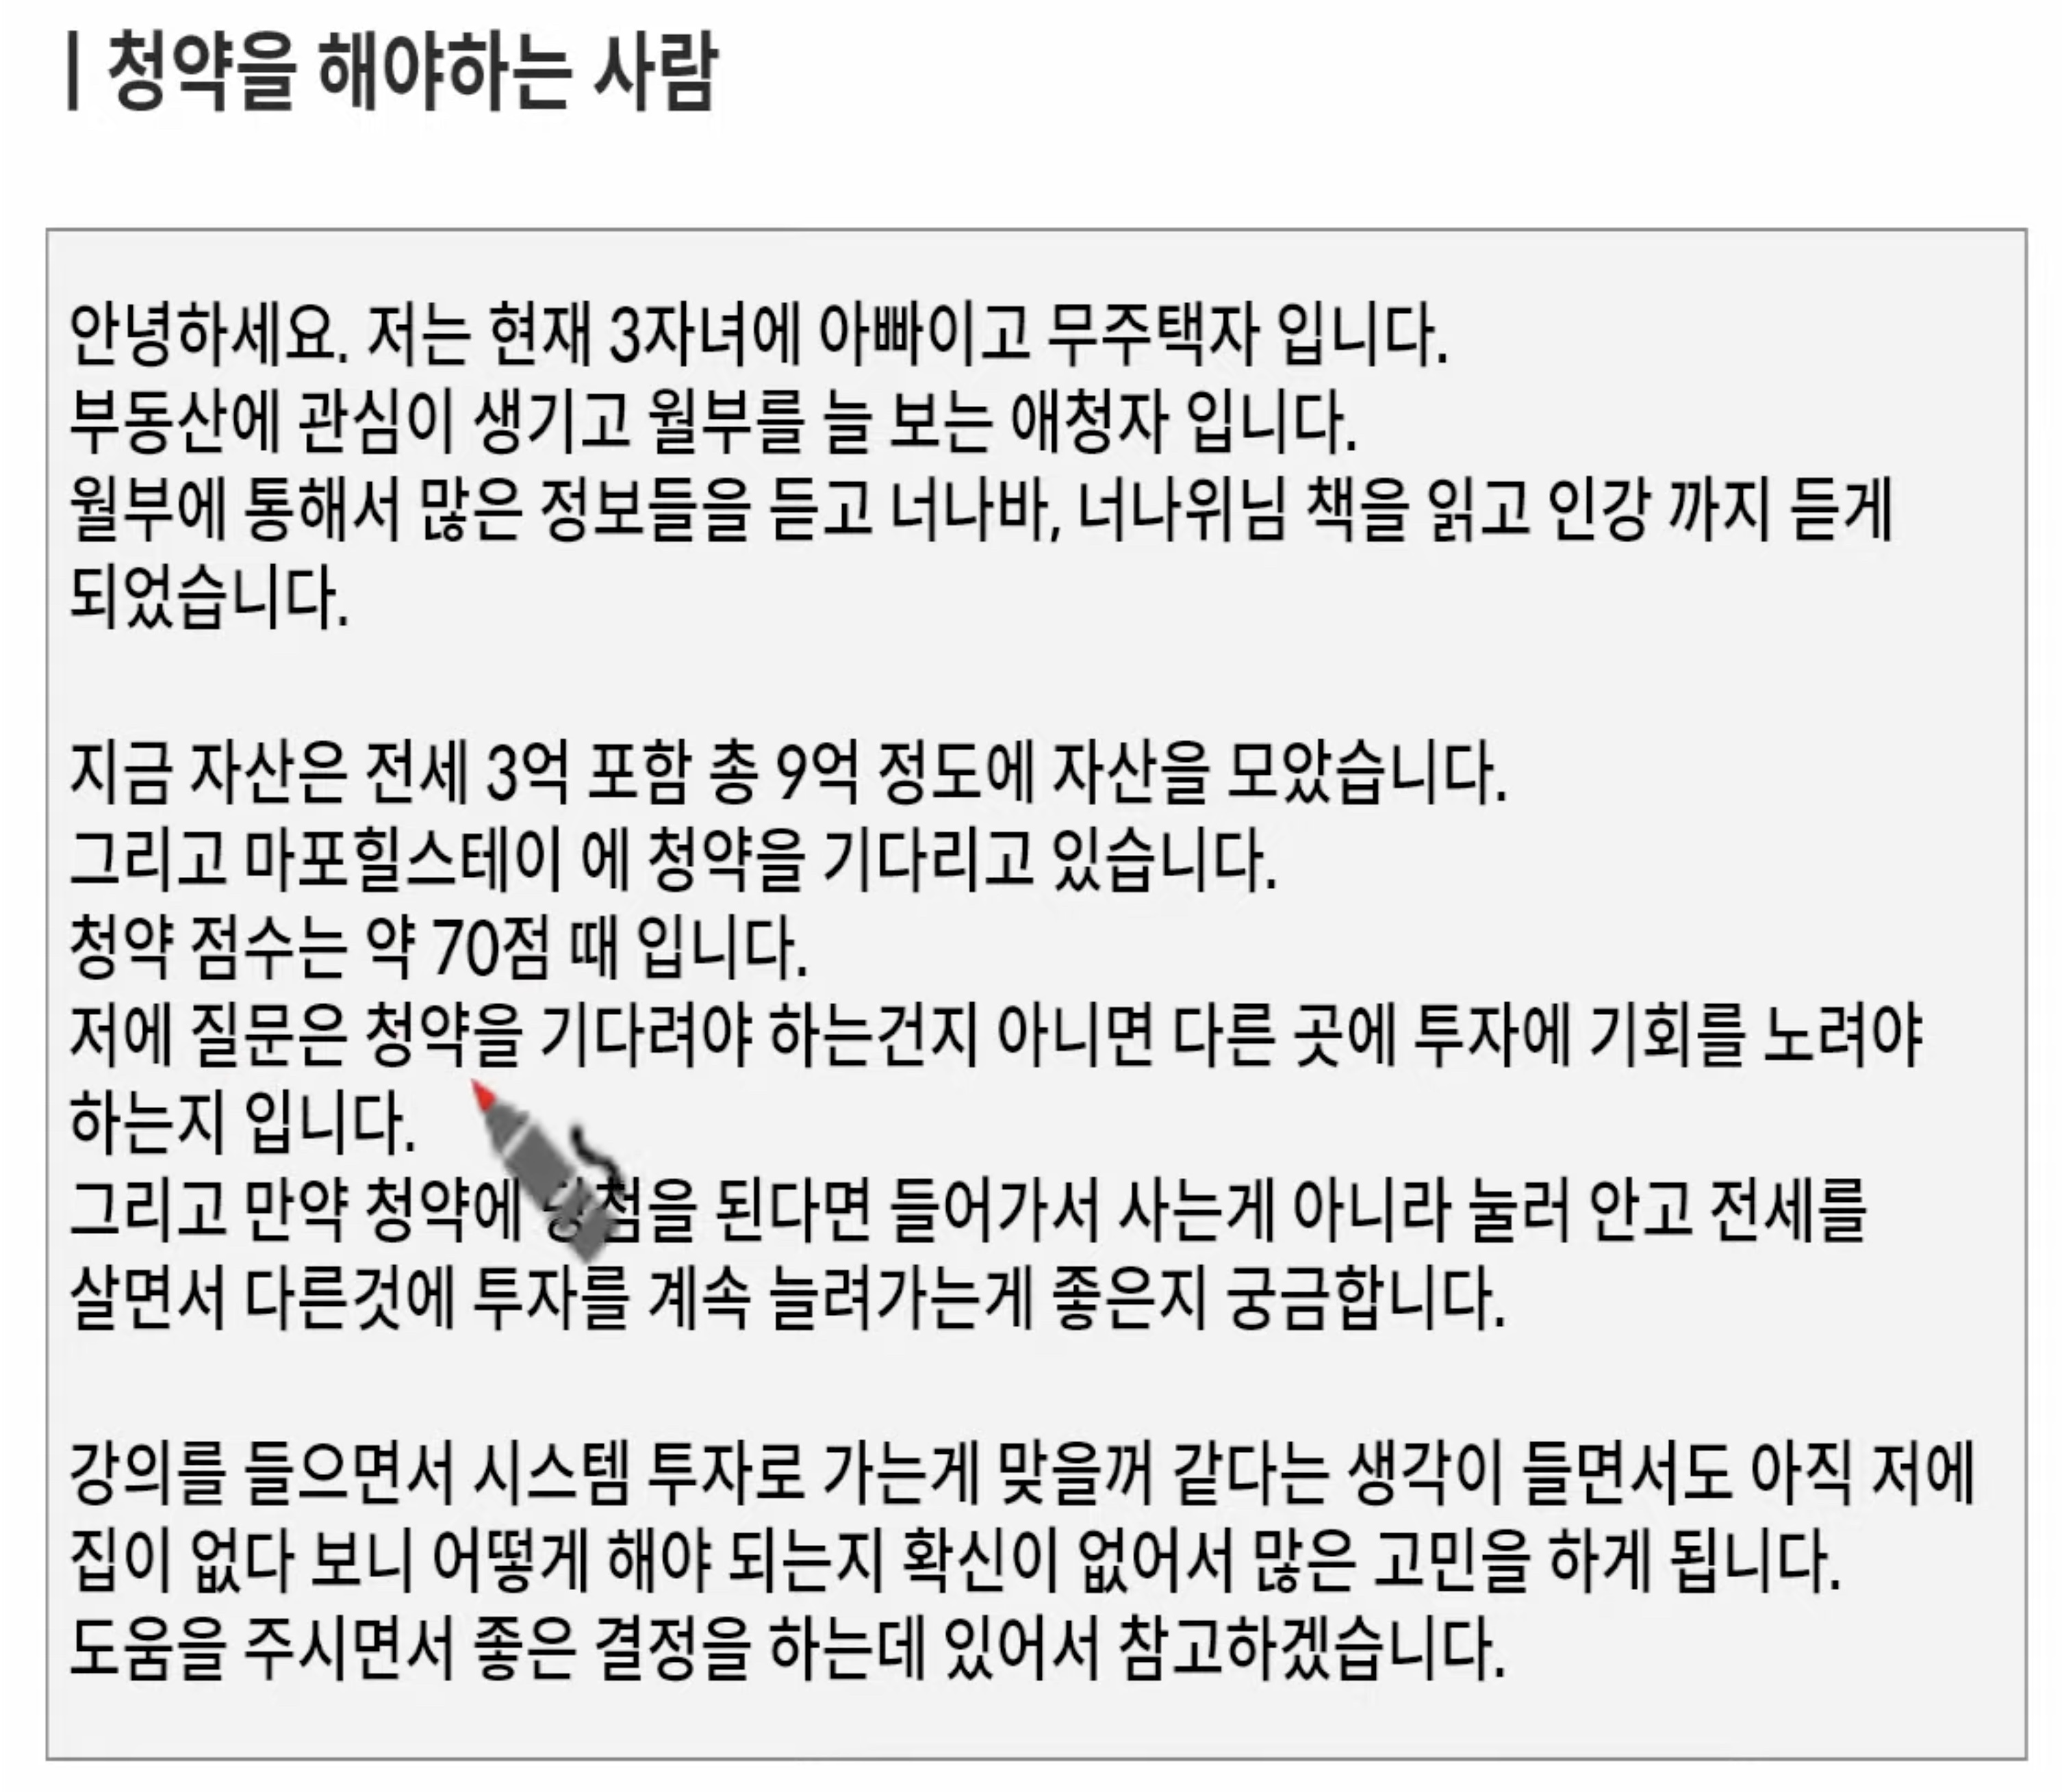 | 청약을 해야하는 사람
안녕하세요. 저는 현재 3자녀에 아빠이고 무주택자 입니다.
부동산에 관심이 생기고 월부를 늘 보는 애청자 입니다.
월부에 통해서 많은 정보들을 듣고 너나바, 너나위님 책을 읽고 인강 까지 듣게
되었습니다.
지금 자산은 전세 3억 포함 총 9억 정도에 자산을 모았습니다.
그리고 마포힐스테이 에 청약을 기다리고 있습니다.
청약 점수는 약 70점 때 입니다.
저에 질문은 청약을 기다려야 하는건지 아니면 다른 곳에 투자에 기회를 노려야
하는지 입니다.
그리고 만약 청약에 당첨을 된다면 들어가서 사는게 아니라 눌러 안고 전세를
살면서 다른것에 투자를 계속 늘려가는게 좋은지 궁금합니다.
강의를 들으면서 시스템 투자로 가는게 맞을꺼 같다는 생각이 들면서도 아직 저에
집이 없다 보니 어떻게 해야 되는지 확신이 없어서 많은 고민을 하게 됩니다.
도움을 주시면서 좋은 결정을 하는데 있어서 참고하겠습니다.